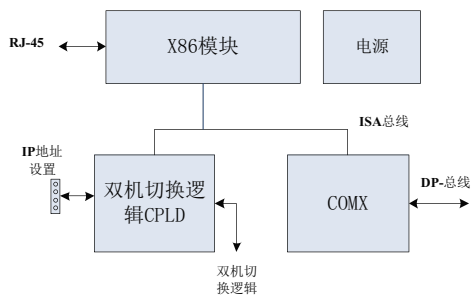 RJ-45
X86模块
电源
ISA总线
IP地址
设置
双机切换逻
辑CPLD
COMX
DP-总线
双机切
换逻辑